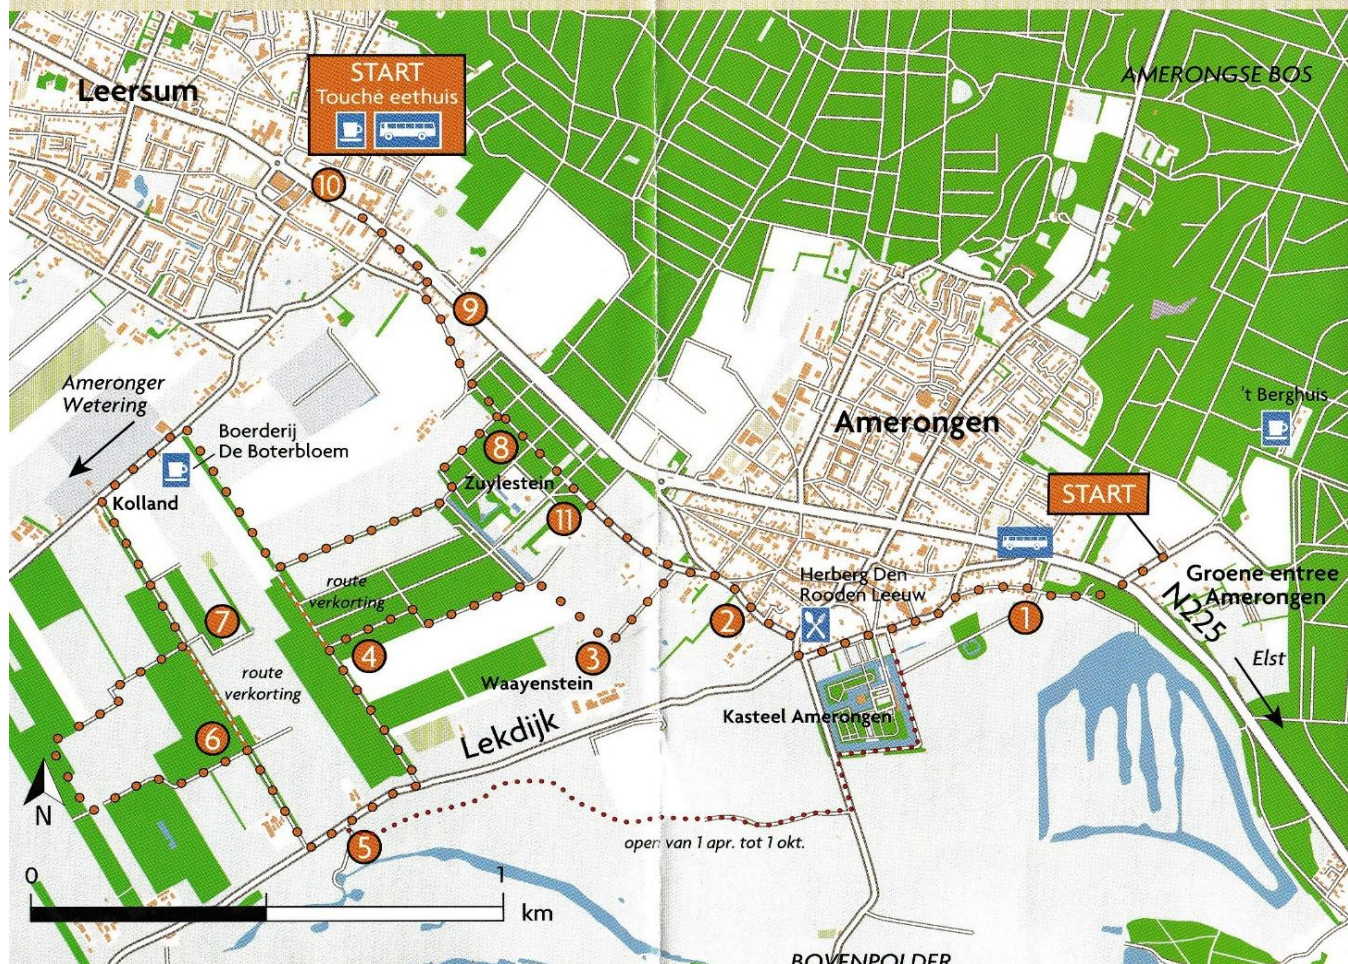 Leersum
START
Touché eethuis
AMERONGSE BOS
10
9
Ameronger
Wetering
't Berghuis
Boerderij
De Boterbloem
Amerongen
8
Zuylestein
Kolland
START
11
route
verkorting
Herberg Den
Rooden Leeuw
Groene entree
Amerongen
N225
7
2
1
4
3
Elst
route
verkorting
Waayenstein
Kasteel Amerongen
6
Lekdijk
N
5
open van 1 apr. tot 1 okt.
0
1
km
BOVENPOLDER